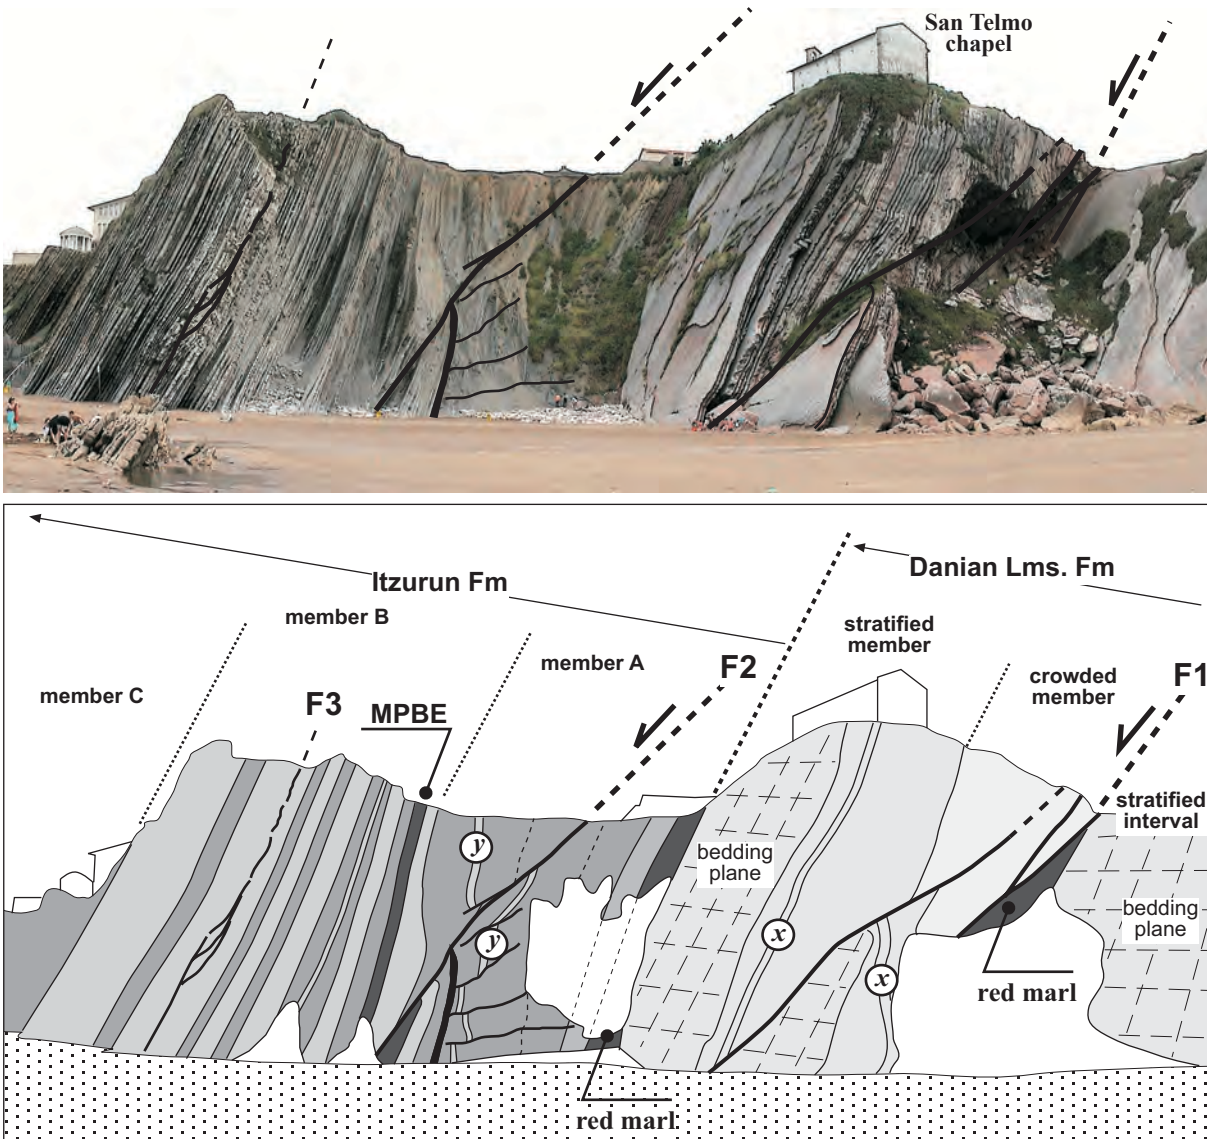 San Telmo
chapel
Itzurun Fm
Danian Lms. Fm
member B
stratified
member
member A
F2
crowded
member
F1
member C
F3
MPBE
stratified
interval
y
bedding
plane
bedding
plane
y
x
x
red marl
red marl